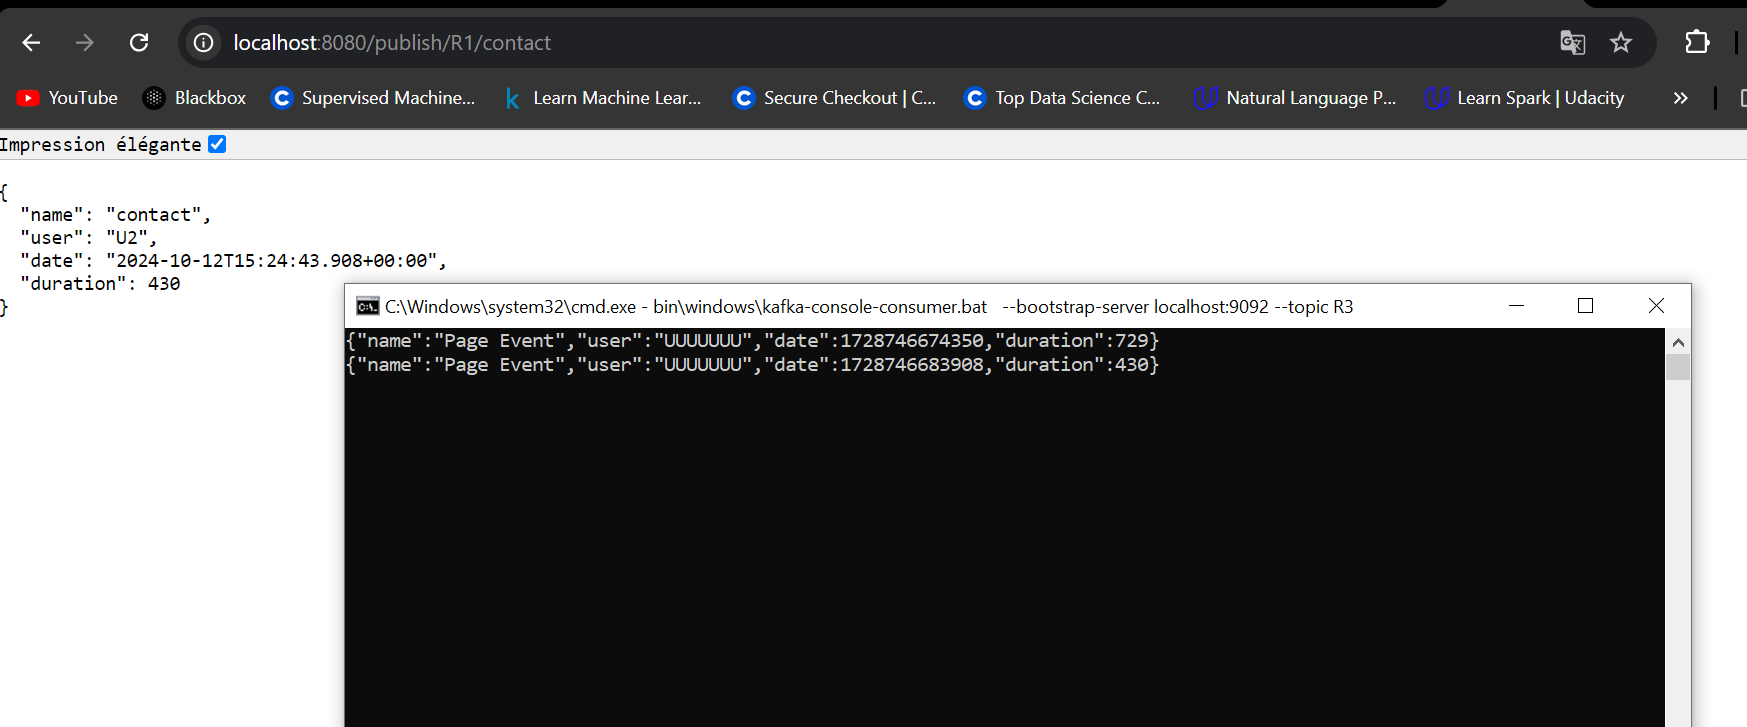 localhost:8080/publish/R1/contact
YouTube Blackbox Supervised Machine... Learn Machine Lear... Secure Checkout | C... Top Data Science C... Natural Language P... Learn Spark | Udacity »
Impression élégante
{
"name": "contact",
"user": "U2",
"date": "2024-10-12T15:24:43.908+00:00",
"duration": 430
}
C:\Windows\system32\cmd.exe - bin\windows\kafka-console-consumer.bat --bootstrap-server localhost:9092 --topic R3
{"name":"Page Event","user":"UUUUUUU","date":1728746674350,"duration":729}
{"name":"Page Event","user":"UUUUUUU","date":1728746683908,"duration":430}